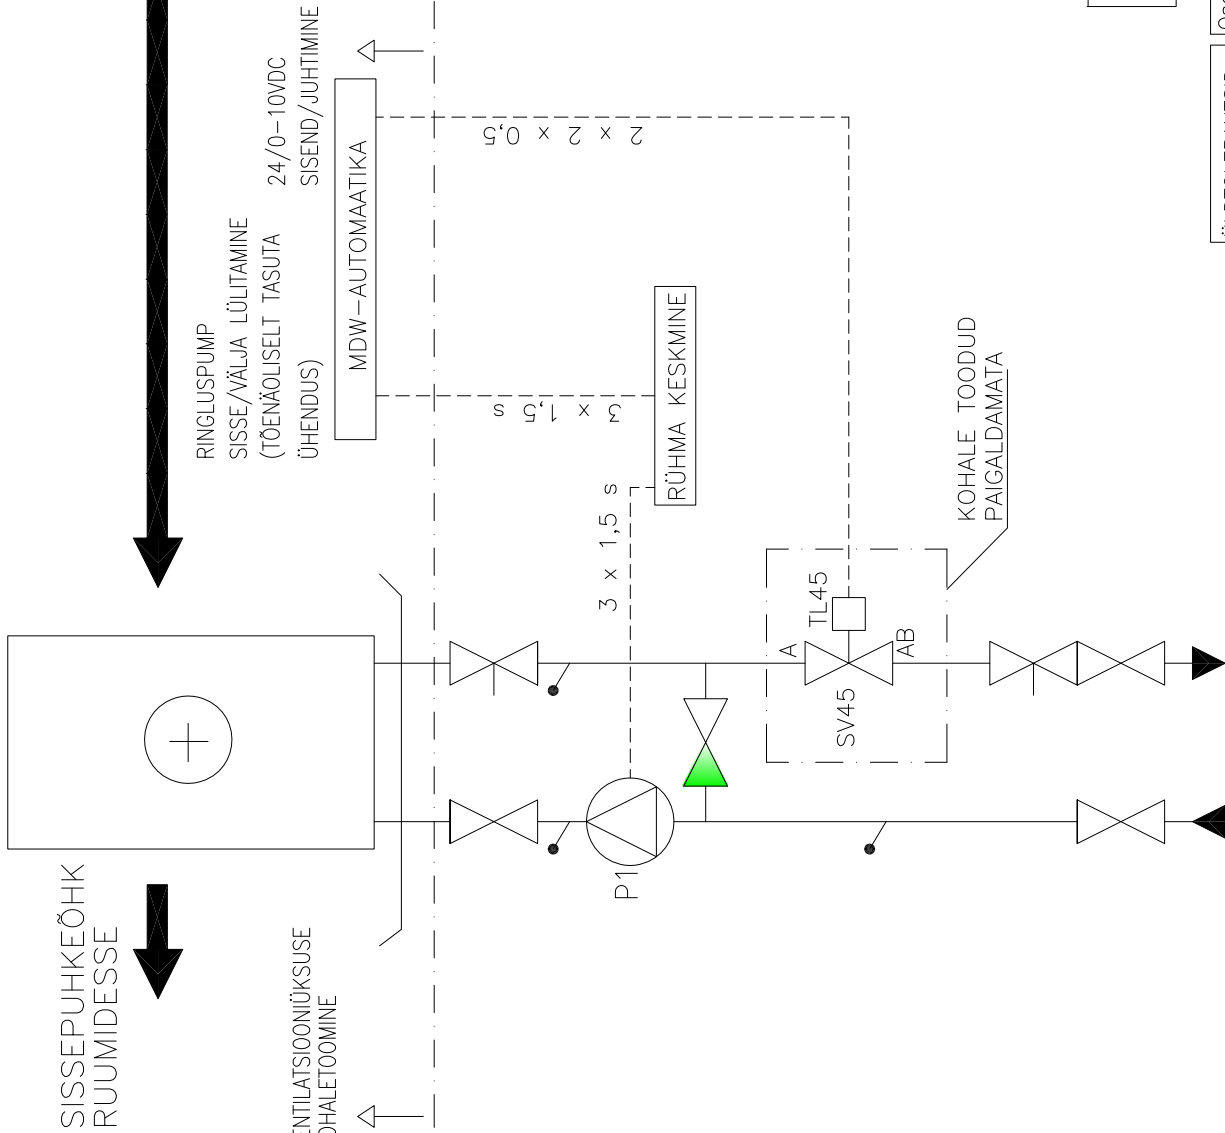 24/0-10VDC
SISEND/JUHTIMINE
RINGLUSPUMP
SISSE/VÄLJA LÜLITAMINE
(TÕENÄOLISELT TASUTA
ÜHENDUS)
MDW-AUTOMAATIKA
2 x 2 x 0,5
3 x 1,5 s
RÜHMA KESKMINE
3 x 1,5 s
KOHALE TOODUD
PAIGALDAMATA
TL45
A
AB
SV45
P1
SISSEPUHKEÕHK
RUUMIDESSE
ENTILATSIOONIÜKSUSE
OHALETOOMINE